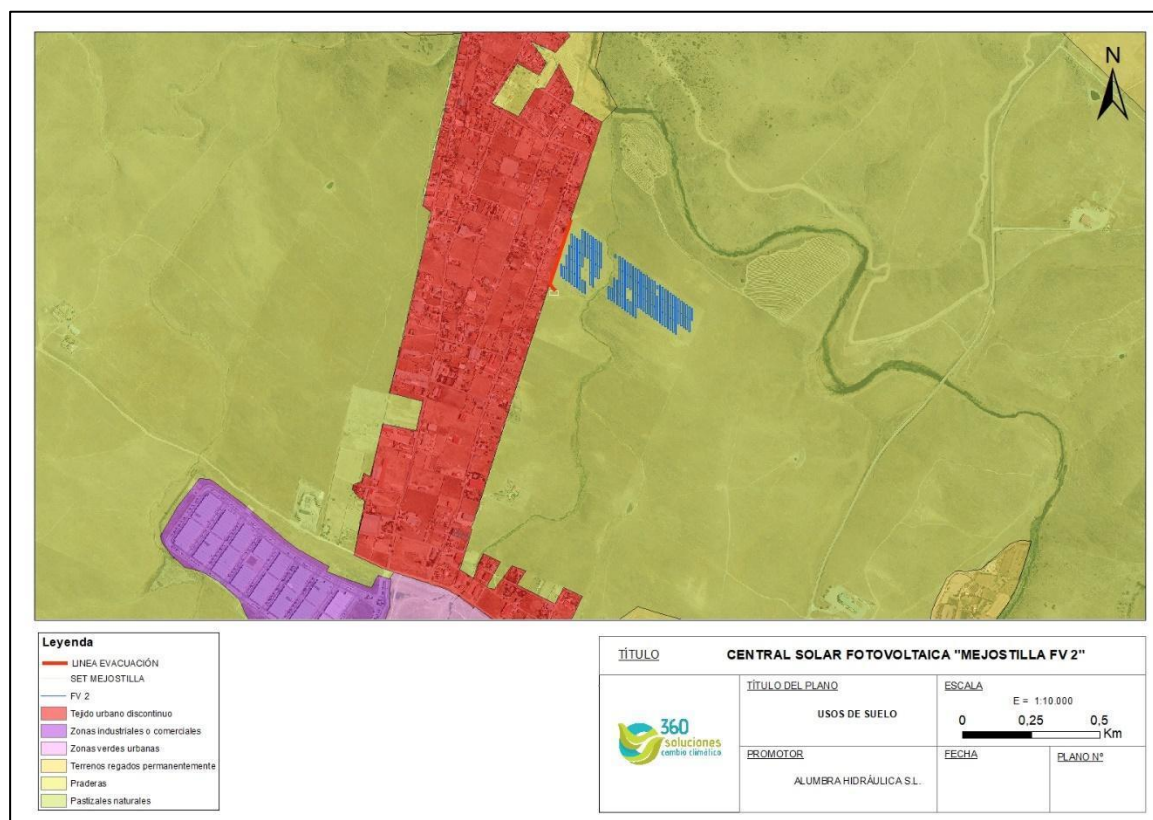 N
Leyenda
LINEA EVACUACIÓN
SET MEJOSTILLA
FV 2
Tejido urbano discontinuo
Zonas industriales o comerciales
Zonas verdes urbanas
Terrenos regados permanentemente
Praderas
Pastizales naturales
TÍTULO CENTRAL SOLAR FOTOVOLTAICA "MEJOSTILLA FV 2"
360
soluciones
cambio climático
TÍTULO DEL PLANO
USOS DE SUELO
ESCALA
E = 1:10.000
0 0,25 0,5
Km
PROMOTOR
ALUMBRA HIDRÁULICA S.L.
FECHA
PLANO Nº